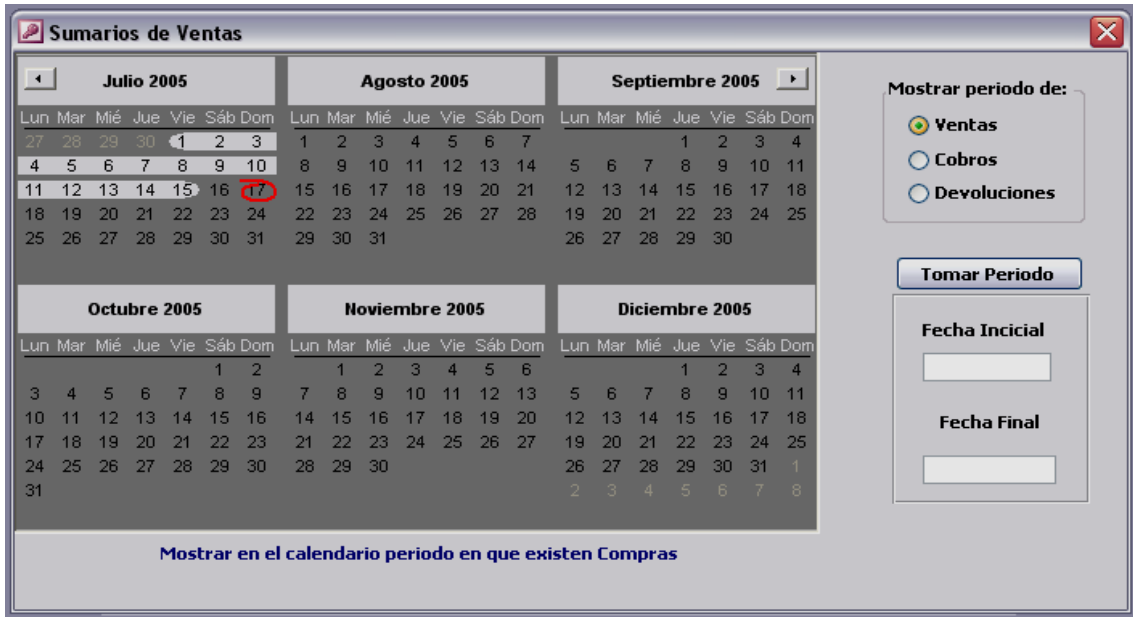 Sumarios de Ventas
Julio 2005 Agosto 2005 Septiembre 2005
Lun Mar Mié Jue Vie Sáb Dom Lun Mar Mié Jue Vie Sáb Dom Lun Mar Mié Jue Vie Sáb Dom
27 28 29 30 1 2 3 1 2 3 4 5 6 7 1 2 3 4
4 5 6 7 8 9 10 8 9 10 11 12 13 14 5 6 7 8 9 10 11
11 12 13 14 15 16 17 15 16 17 18 19 20 21 12 13 14 15 16 17 18
18 19 20 21 22 23 24 22 23 24 25 26 27 28 19 20 21 22 23 24 25
25 26 27 28 29 30 31 29 30 31 26 27 28 29 30
Octubre 2005 Noviembre 2005 Diciembre 2005
Lun Mar Mié Jue Vie Sáb Dom Lun Mar Mié Jue Vie Sáb Dom Lun Mar Mié Jue Vie Sáb Dom
1 2 1 2 3 4 5 6 1 2 3 4
3 4 5 6 7 8 9 7 8 9 10 11 12 13 5 6 7 8 9 10 11
10 11 12 13 14 15 16 14 15 16 17 18 19 20 12 13 14 15 16 17 18
17 18 19 20 21 22 23 21 22 23 24 25 26 27 19 20 21 22 23 24 25
24 25 26 27 28 29 30 28 29 30 26 27 28 29 30 31 1
31 2 3 4 5 6 7 8
Mostrar en el calendario periodo en que existen Compras
Mostrar periodo de:
Ventas
Cobros
Devoluciones
Tomar Periodo
Fecha Incicial
Fecha Final